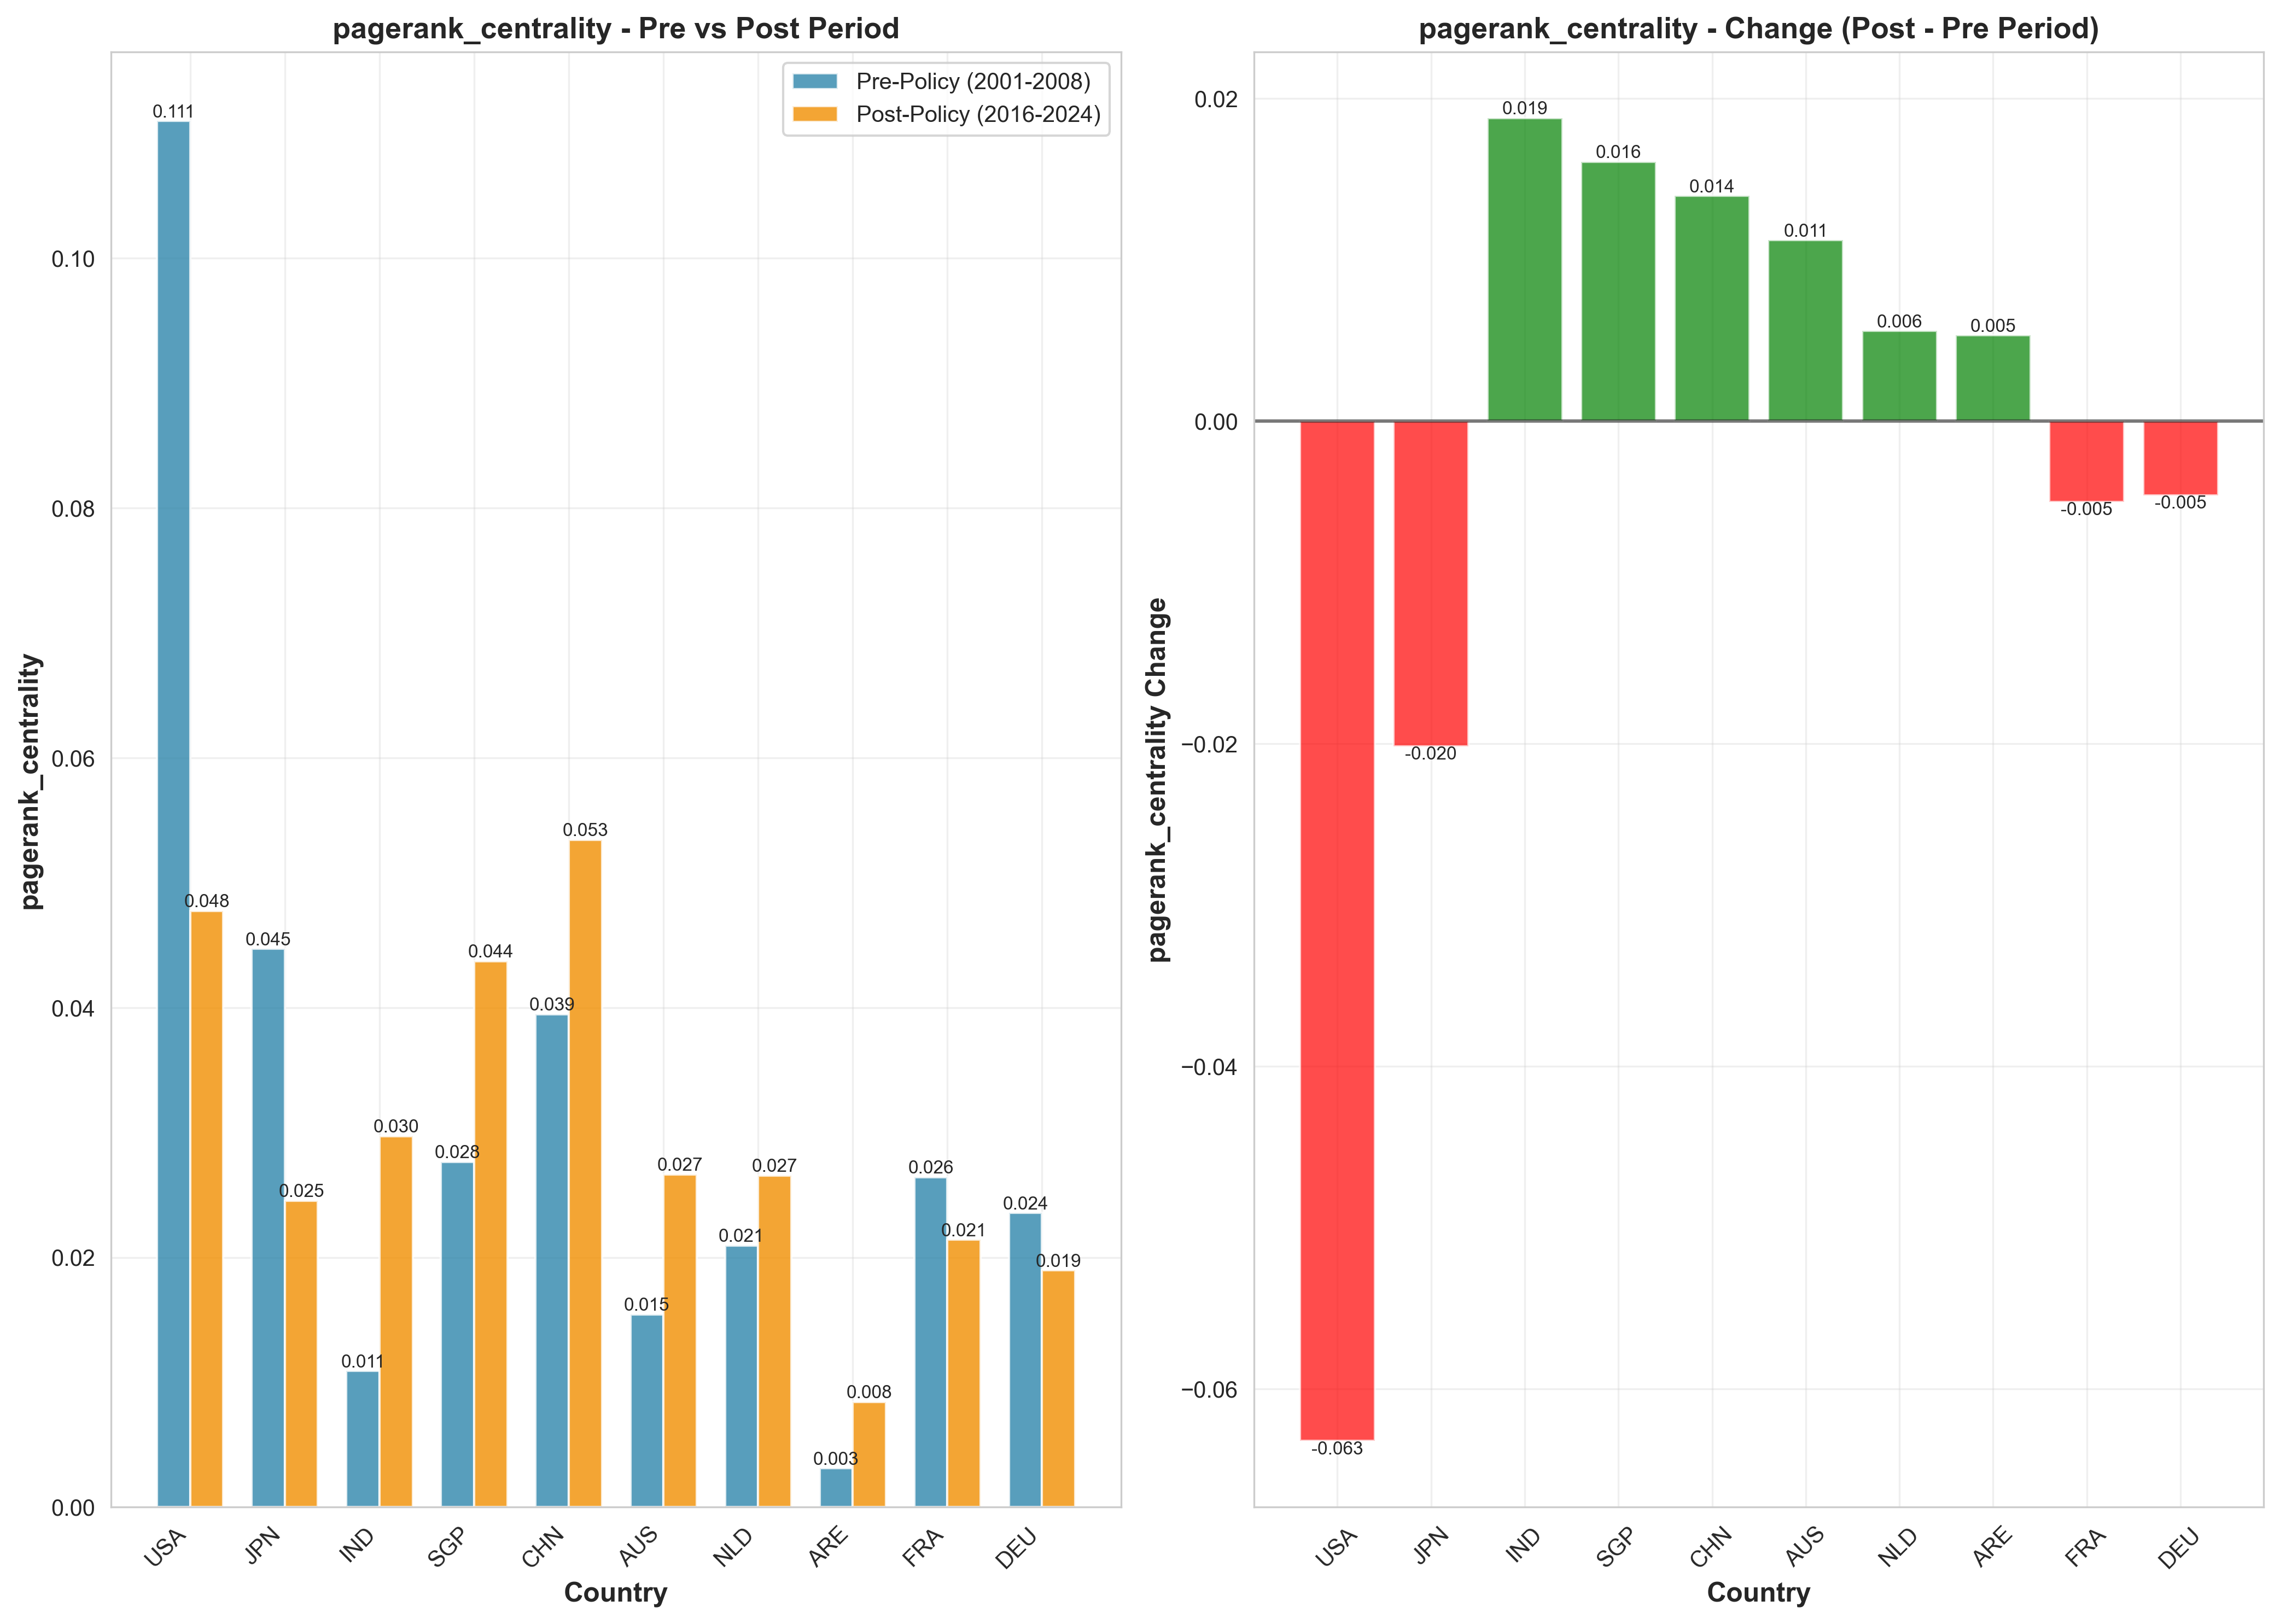 pagerank_centrality - Pre vs Post Period
Pre-Policy (2001-2008)
Post-Policy (2016-2024)
pagerank_centrality
0.10
0.08
0.06
0.04
0.02
0.00
0.111
0.048
0.045
0.025
0.011
0.030
0.028
0.044
0.039
0.053
0.015
0.027
0.021
0.027
0.003
0.008
0.026
0.021
0.024
0.019
USA
JPN
IND
SGP
CHN
AUS
NLD
ARE
FRA
DEU
Country
pagerank_centrality - Change (Post - Pre Period)
pagerank_centrality Change
0.02
0.00
−0.02
−0.04
−0.06
-0.063
-0.020
0.019
0.016
0.014
0.011
0.006
0.005
-0.005
-0.005
USA
JPN
IND
SGP
CHN
AUS
NLD
ARE
FRA
DEU
Country